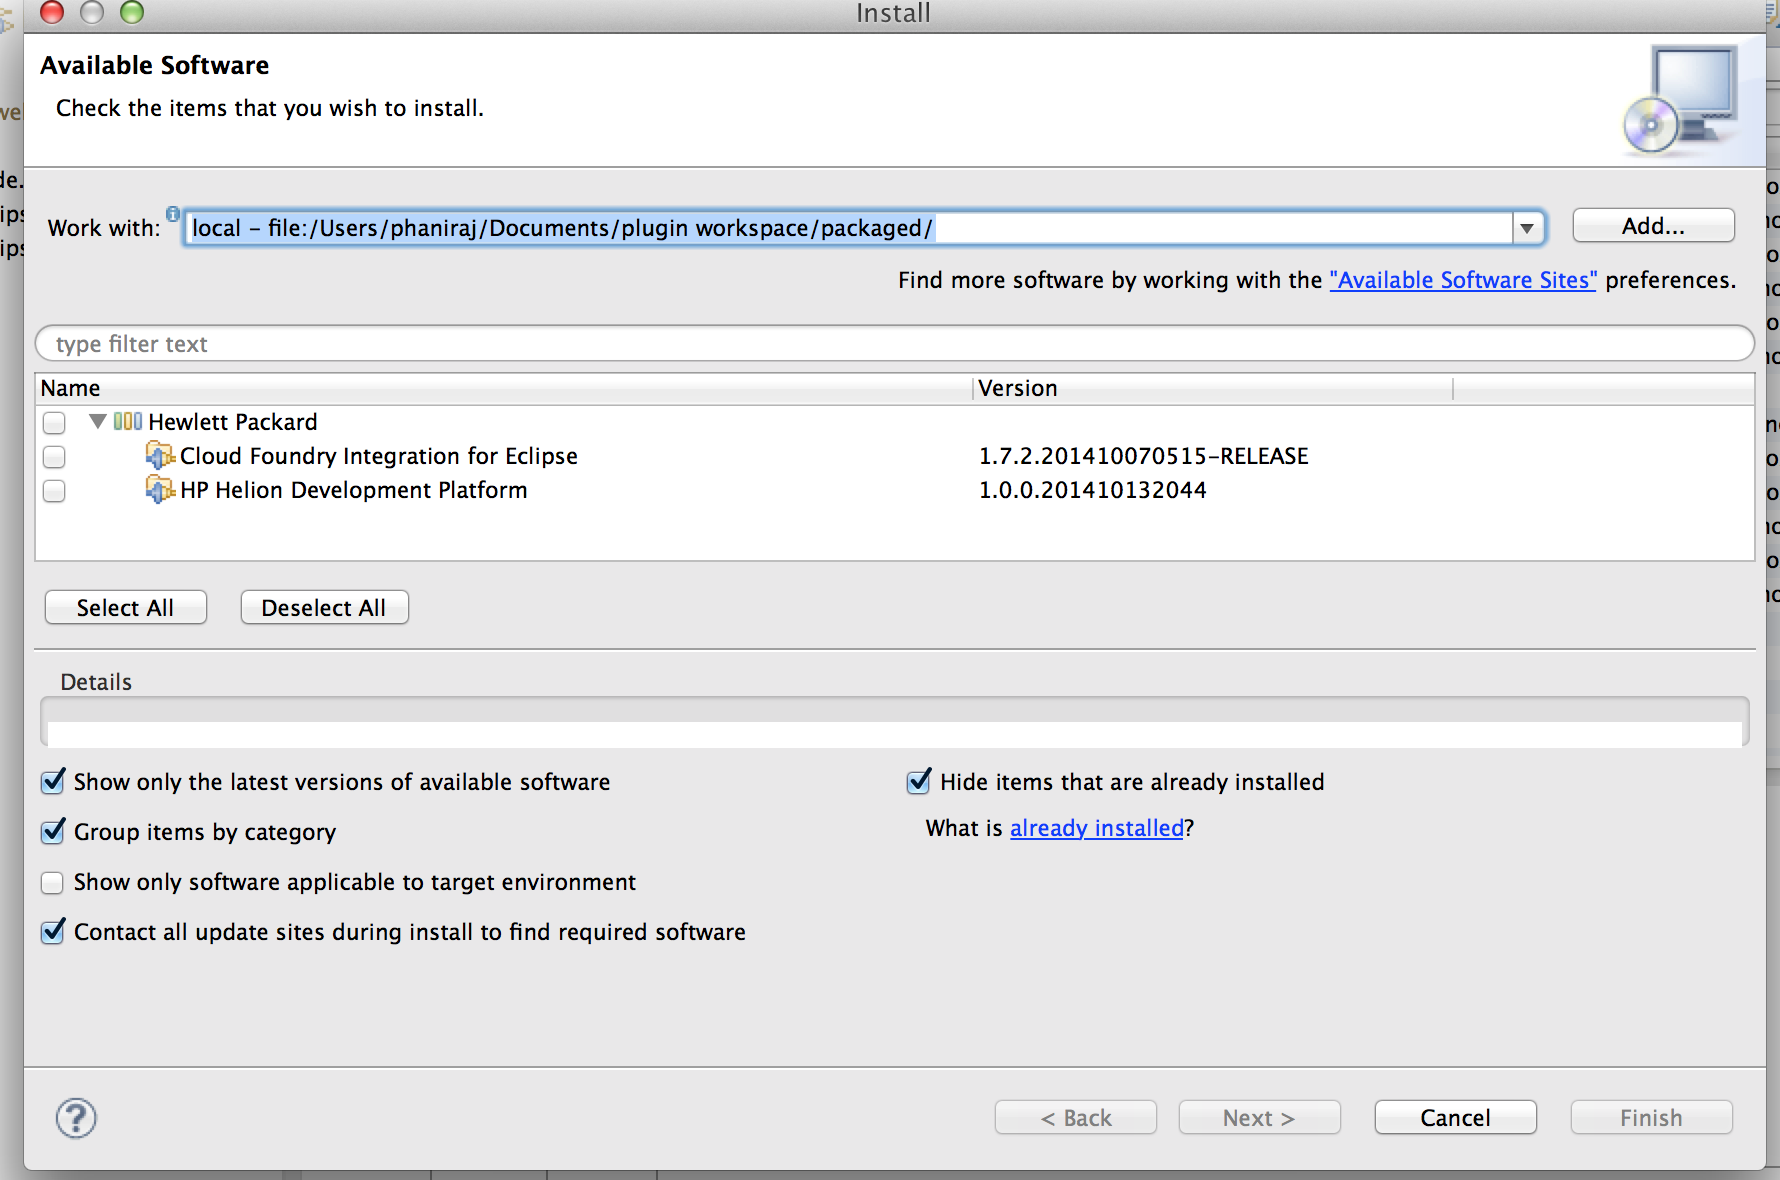 Install
Available Software
Check the items that you wish to install.
Work with: local - file:/Users/phaniraj/Documents/plugin workspace/packaged/ Add...
Find more software by working with the "Available Software Sites" preferences.
type filter text
Name Version
Hewlett Packard
Cloud Foundry Integration for Eclipse 1.7.2.201410070515-RELEASE
HP Helion Development Platform 1.0.0.201410132044
Select All Deselect All
Details
Show only the latest versions of available software Hide items that are already installed
Group items by category What is already installed?
Show only software applicable to target environment
Contact all update sites during install to find required software
? < Back Next > Cancel Finish